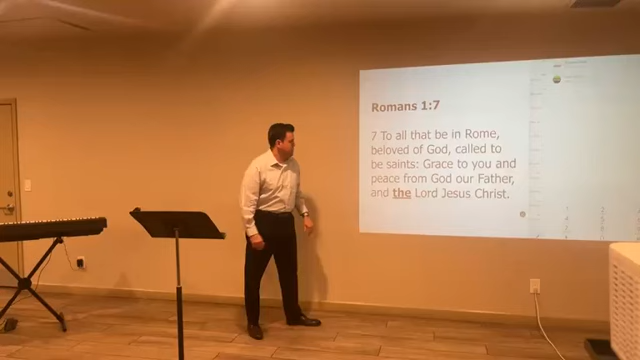 Romans 1:7
7 To all that be in Rome,
beloved of God, called to
be saints: Grace to you and
peace from God our Father,
and the Lord Jesus Christ.